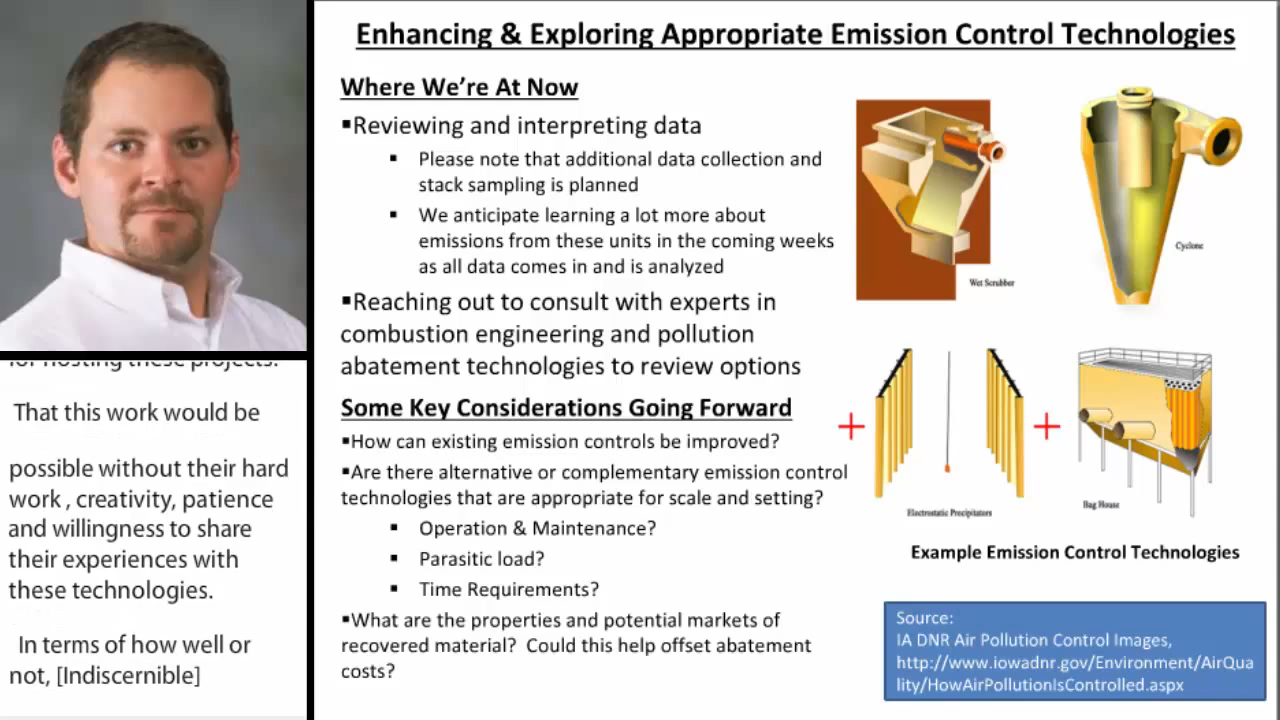 Enhancing & Exploring Appropriate Emission Control Technologies
Where We're At Now
▪Reviewing and interpreting data
▪ Please note that additional data collection and
stack sampling is planned
▪ We anticipate learning a lot more about
emissions from these units in the coming weeks
as all data comes in and is analyzed
▪Reaching out to consult with experts in
combustion engineering and pollution
abatement technologies to review options
Some Key Considerations Going Forward
▪How can existing emission controls be improved?
▪Are there alternative or complementary emission control
technologies that are appropriate for scale and setting?
▪ Operation & Maintenance?
▪ Parasitic load?
▪ Time Requirements?
▪What are the properties and potential markets of
recovered material? Could this help offset abatement
costs?
Wet Scrubber
Cyclone
Electrostatic Precipitators
Bag House
Example Emission Control Technologies
Source:
IA DNR Air Pollution Control Images,
http://www.iowadnr.gov/Environment/AirQua
lity/HowAirPollutionIsControlled.aspx
for hosting these projects.
That this work would be
possible without their hard
work , creativity, patience
and willingness to share
their experiences with
these technologies.
In terms of how well or
not, [Indiscernible]